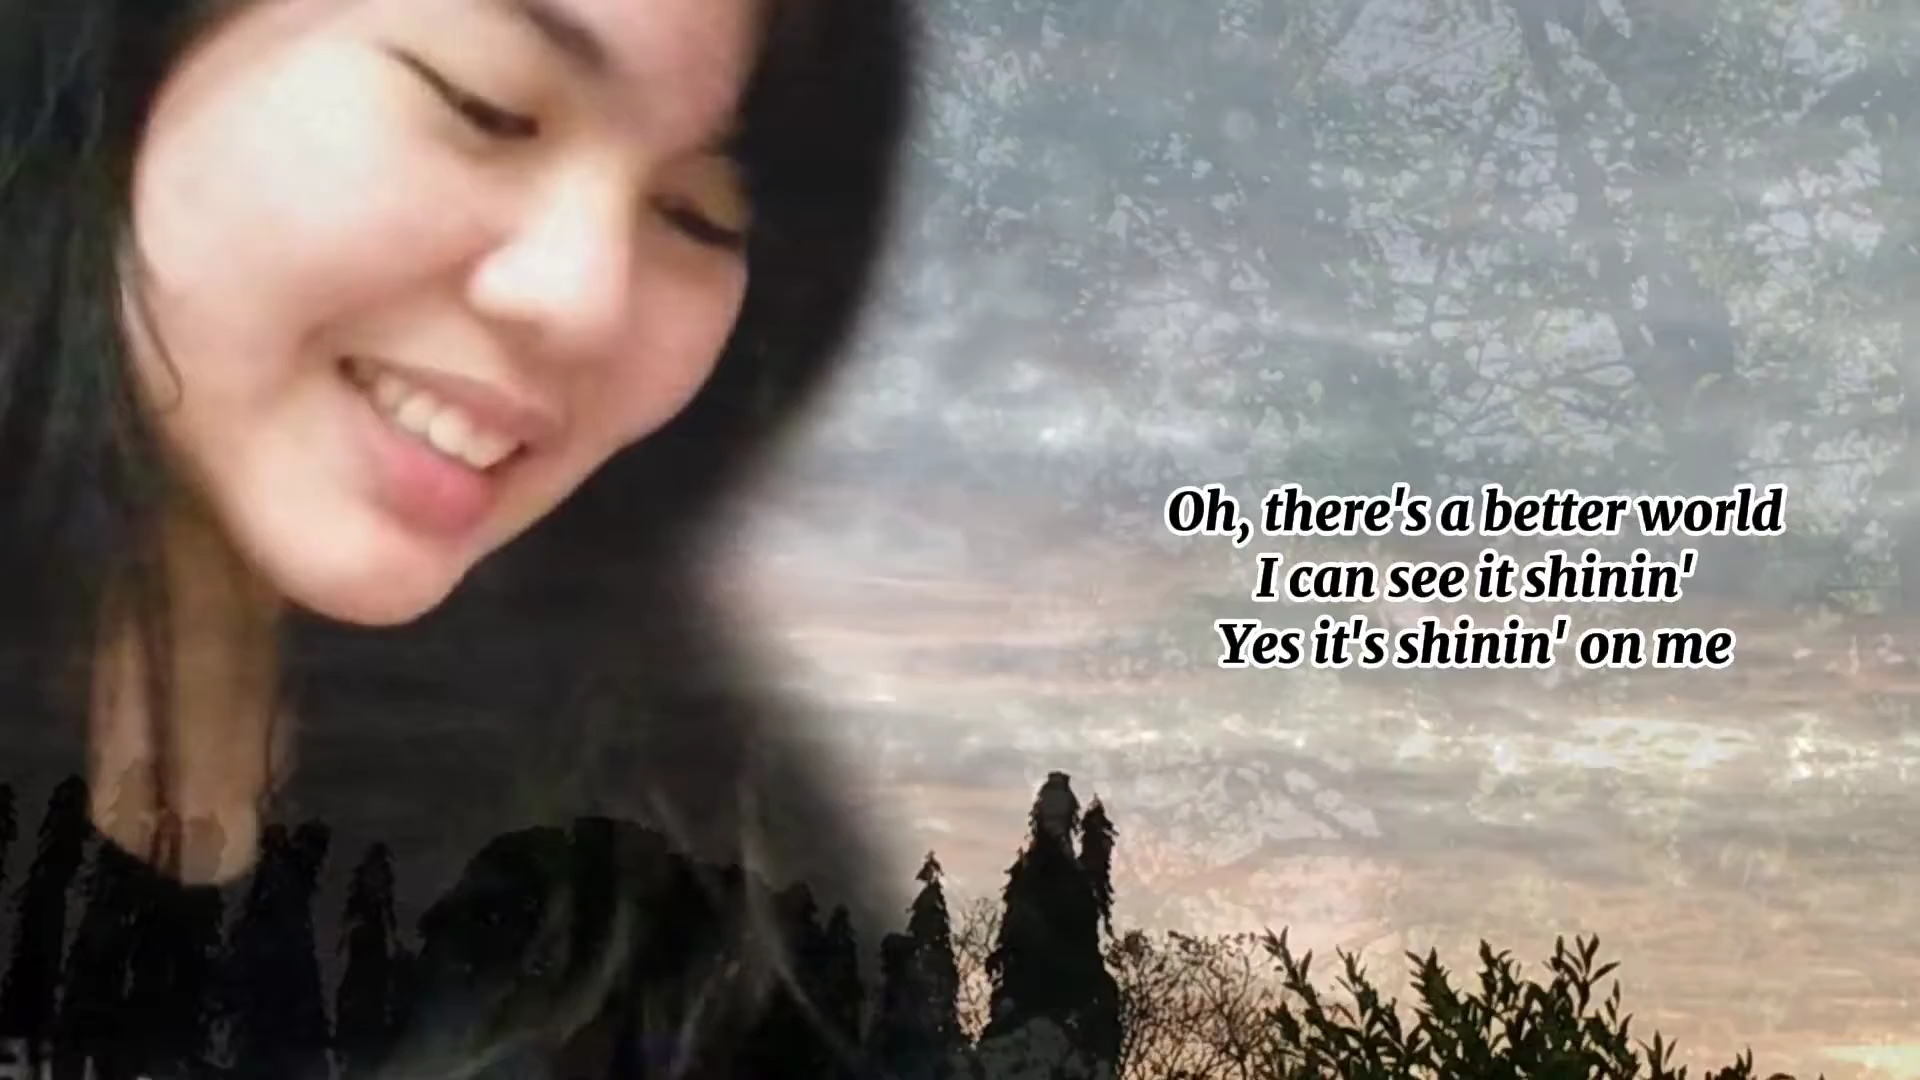 Oh, there's a better world
I can see it shinin'
Yes it's shinin' on me